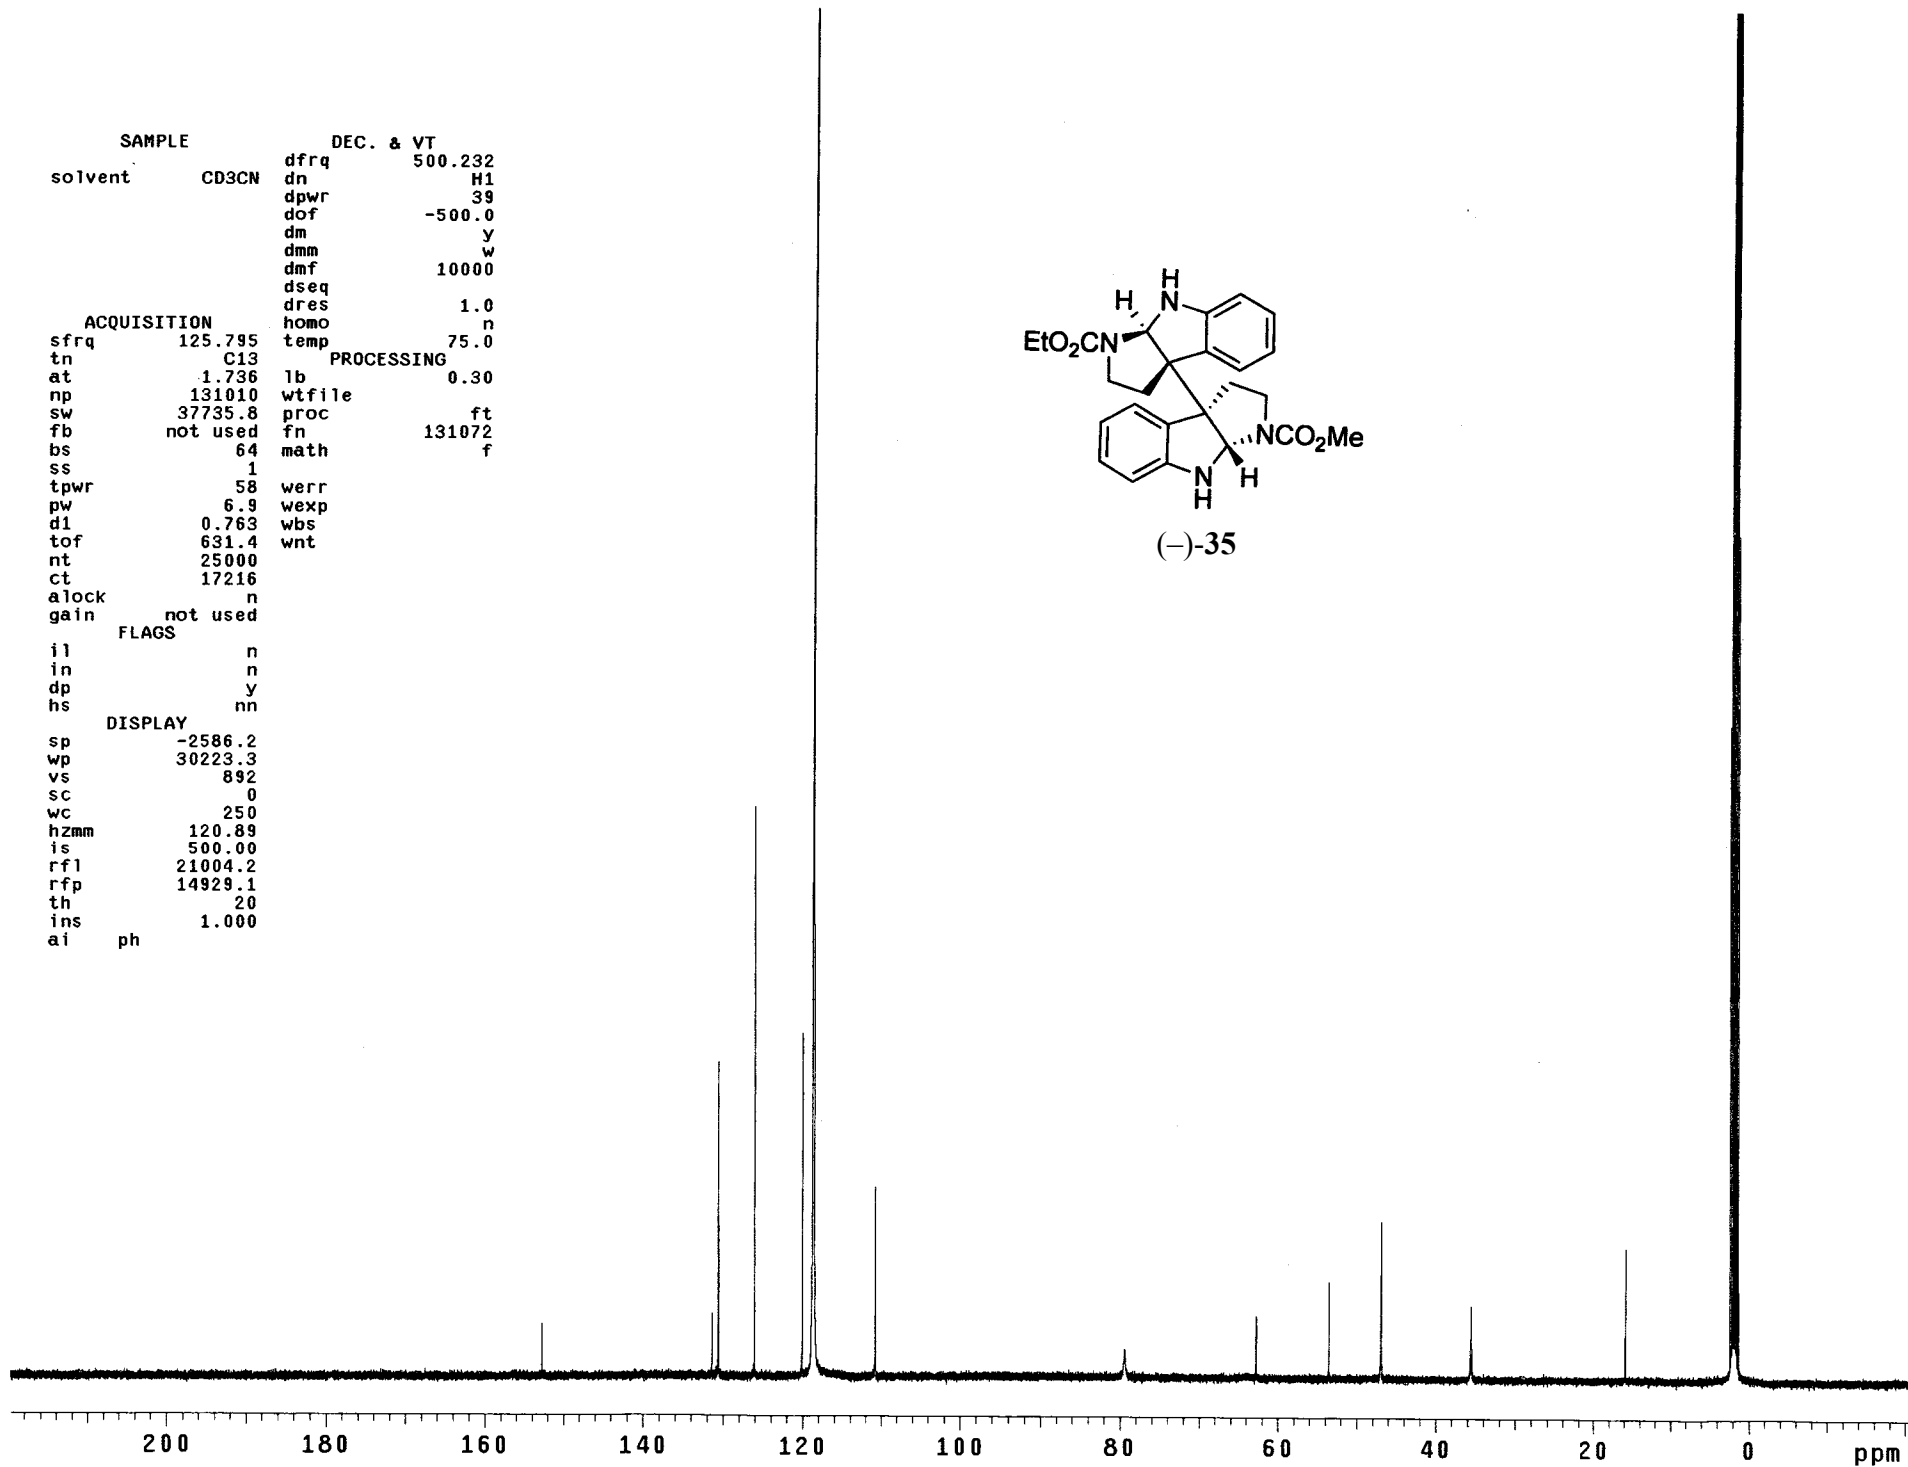 SAMPLE
solvent CD3CN
ACQUISITION
sfrq 125.795
tn C13
at 1.736
np 131010
sw 37735.8
fb not used
bs 64
ss 1
tpwr 58
pw 6.9
d1 0.763
tof 631.4
nt 25000
ct 17216
alock n
gain not used
FLAGS
il n
in n
dp y
hs nn
DISPLAY
sp -2586.2
wp 30223.3
vs 892
sc 0
wc 250
hzmm 120.89
is 500.00
rfl 21004.2
rfp 14929.1
th 20
ins 1.000
ai ph
DEC. & VT
dfrq 500.232
dn H1
dpwr 39
dof -500.0
dm y
dmm w
dmf 10000
dseq
dres 1.0
homo n
temp 75.0
PROCESSING
lb 0.30
wtfile
proc ft
fn 131072
math f
werr
wexp
wbs
wnt
H
H N
EtO2CN
NCO2Me
N H
H
(–)-35
200 180 160 140 120 100 80 60 40 20 0 ppm